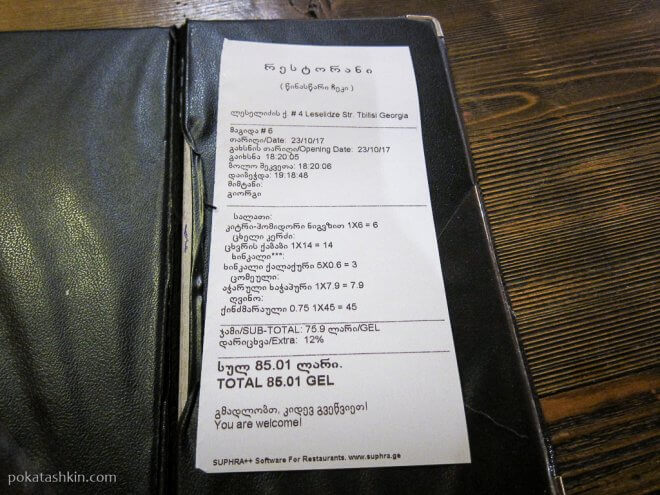 რესტორანი
( წინასწარი ჩეკი )
ლესელიძის ქ. # 4 Leselidze Str. Tbilisi Georgia
მაგიდა # 6
თარიღი/Date: 23/10/17
გახსნის თარიღი/Opening Date: 23/10/17
გაიხსნა 18:20:05
ბოლო შეკვეთა: 18:20:06
დაიბეჭდა: 19:18:48
მიმტანი:
გიორგი
სალათი:
კიტრი-პომიდორი ნიგვზით 1X6 = 6
ცხელი კერძი:
ცხვრის ქაბაბი 1X14 = 14
ხინკალი***:
ხინკალი ქალაქური 5X0.6 = 3
ცომეული:
აჭარული ხაჭაპური 1X7.9 = 7.9
ღვინო:
ქინძმარაული 0.75 1X45 = 45
ჯამი/SUB-TOTAL: 75.9 ლარი/GEL
დარიცხვა/Extra: 12%
სულ 85.01 ლარი.
TOTAL 85.01 GEL
გმადლობთ, კიდევ გვეწვიეთ!
You are welcome!
SUPHRA++ Software For Restaurants. www.suphra.ge
pokatashkin.com